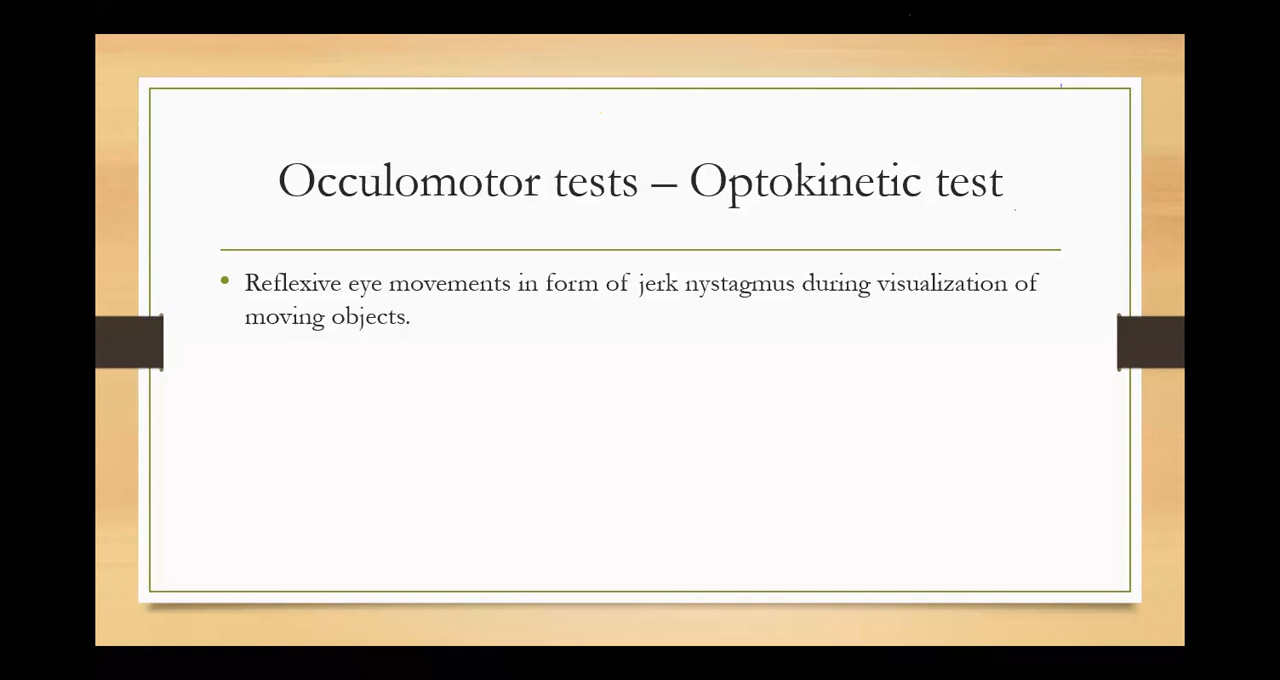 Occulomotor tests – Optokinetic test
• Reflexive eye movements in form of jerk nystagmus during visualization of
moving objects.